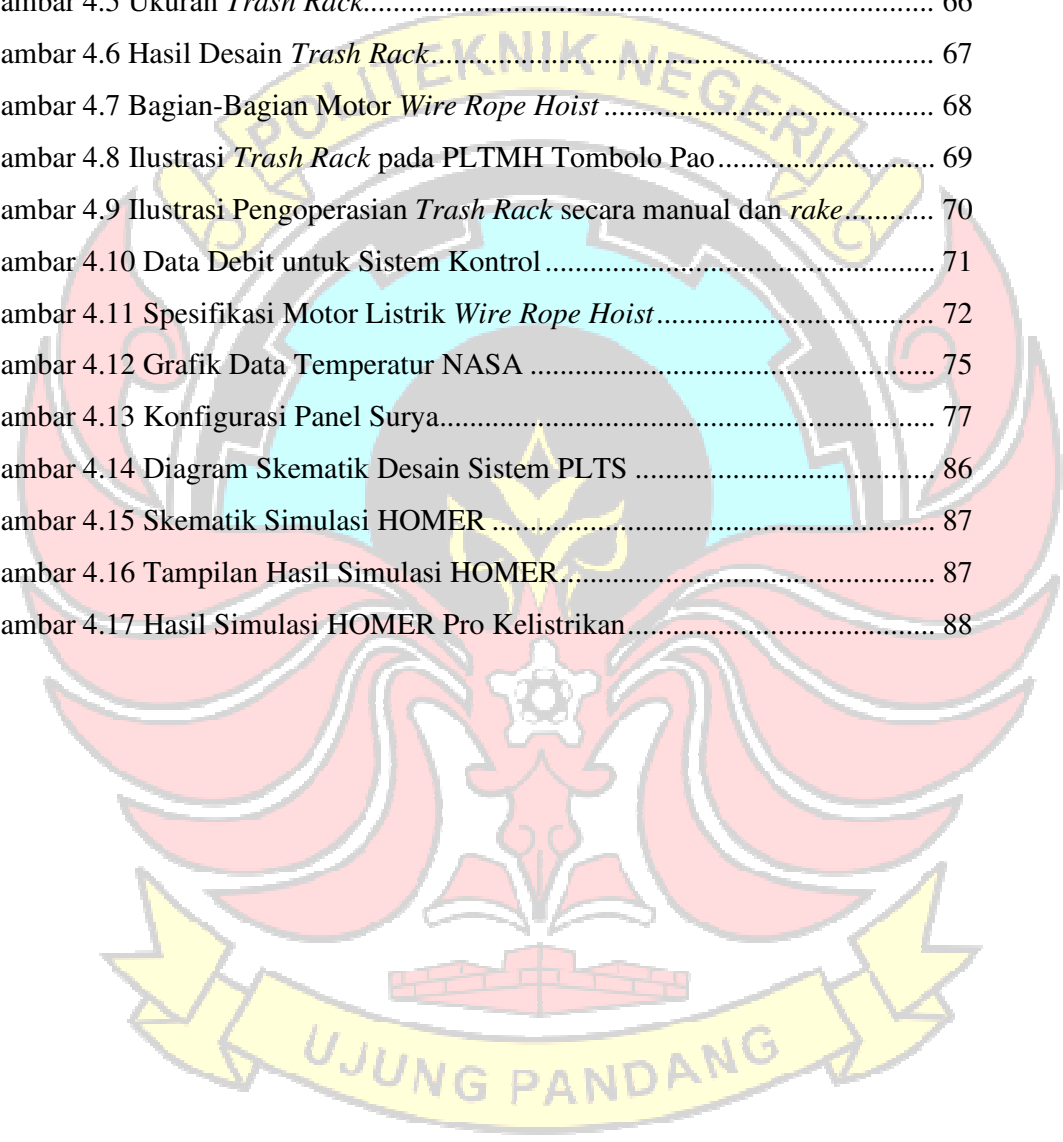 ambar 4.5 Ukuran Trash Rack.......................................................................... 66
ambar 4.6 Hasil Desain Trash Rack................................................................. 67
ambar 4.7 Bagian-Bagian Motor Wire Rope Hoist ........................................... 68
ambar 4.8 Ilustrasi Trash Rack pada PLTMH Tombolo Pao............................ 69
ambar 4.9 Ilustrasi Pengoperasian Trash Rack secara manual dan rake............ 70
ambar 4.10 Data Debit untuk Sistem Kontrol................................................... 71
ambar 4.11 Spesifikasi Motor Listrik Wire Rope Hoist.................................... 72
ambar 4.12 Grafik Data Temperatur NASA .................................................... 75
ambar 4.13 Konfigurasi Panel Surya................................................................ 77
ambar 4.14 Diagram Skematik Desain Sistem PLTS ....................................... 86
ambar 4.15 Skematik Simulasi HOMER ......................................................... 87
ambar 4.16 Tampilan Hasil Simulasi HOMER................................................. 87
ambar 4.17 Hasil Simulasi HOMER Pro Kelistrikan........................................ 88
POLITEKNIK NEGERI
UJUNG PANDANG